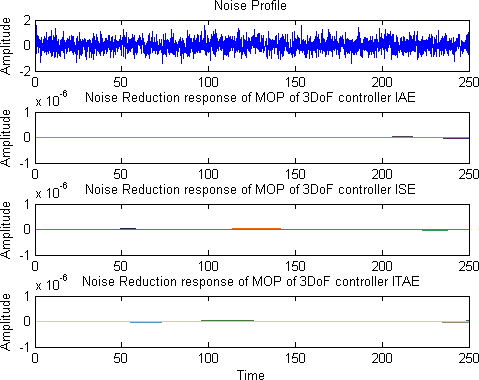 Noise Profile
2
0
-2
Amplitude
0 50 100 150 200 250
x 10^-6
Noise Reduction response of MOP of 3DoF controller IAE
1
0
-1
Amplitude
0 50 100 150 200 250
x 10^-6
Noise Reduction response of MOP of 3DoF controller ISE
1
0
-1
Amplitude
0 50 100 150 200 250
x 10^-6
Noise Reduction response of MOP of 3DoF controller ITAE
1
0
-1
Amplitude
0 50 100 150 200 250
Time